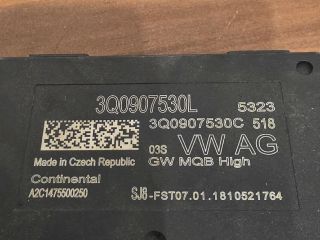 3Q0907530L 5323
3Q0907530C 518
03S VW AG
Made in Czech Republic GW MQB High
Continental
A2C1475500250 SJ8-FST07.01.1810521764